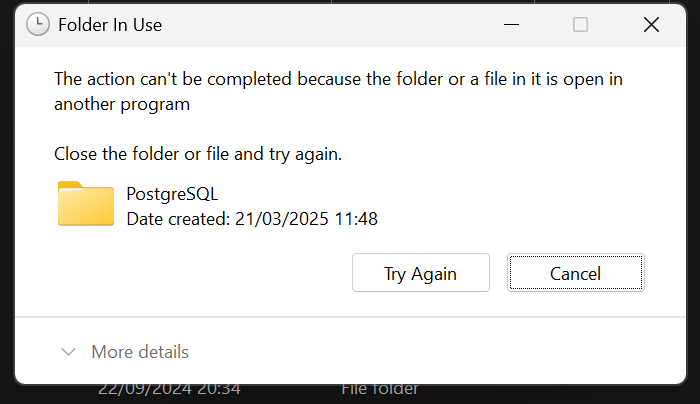 Folder In Use
The action can't be completed because the folder or a file in it is open in
another program
Close the folder or file and try again.
PostgreSQL
Date created: 21/03/2025 11:48
Try Again
Cancel
More details
22/09/2024 20:34
File folder